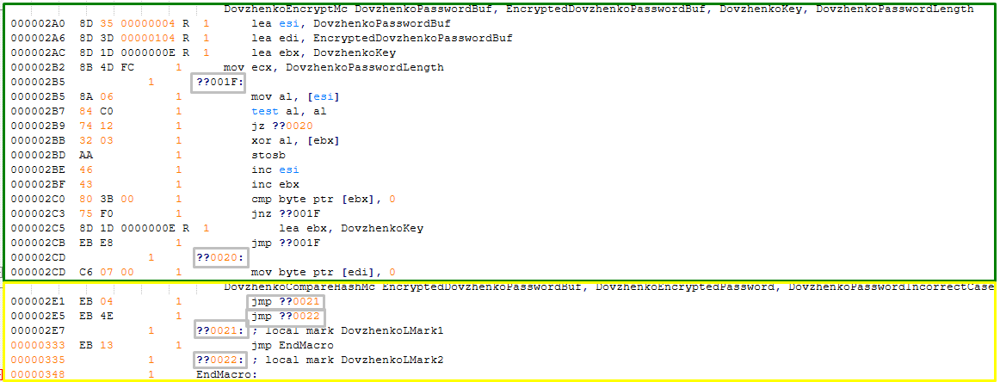 DovzhenkoEncryptMc DovzhenkoPasswordBuf, EncryptedDovzhenkoPasswordBuf, DovzhenkoKey, DovzhenkoPasswordLength
000002A0 8D 35 00000004 R 1 lea esi, DovzhenkoPasswordBuf
000002A6 8D 3D 00000104 R 1 lea edi, EncryptedDovzhenkoPasswordBuf
000002AC 8D 1D 0000000E R 1 lea ebx, DovzhenkoKey
000002B2 8B 4D FC 1 mov ecx, DovzhenkoPasswordLength
000002B5 1 ??001F:
000002B5 8A 06 1 mov al, [esi]
000002B7 84 C0 1 test al, al
000002B9 74 12 1 jz ??0020
000002BB 32 03 1 xor al, [ebx]
000002BD AA 1 stosb
000002BE 46 1 inc esi
000002BF 43 1 inc ebx
000002C0 80 3B 00 1 cmp byte ptr [ebx], 0
000002C3 75 F0 1 jnz ??001F
000002C5 8D 1D 0000000E R 1 lea ebx, DovzhenkoKey
000002CB EB E8 1 jmp ??001F
000002CD 1 ??0020:
000002CD C6 07 00 1 mov byte ptr [edi], 0
DovzhenkoCompareHashMc EncryptedDovzhenkoPasswordBuf, DovzhenkoEncryptedPassword, DovzhenkoPasswordIncorrectCase
000002E1 EB 04 1 jmp ??0021
000002E5 EB 4E 1 jmp ??0022
000002E7 1 ??0021: ; local mark DovzhenkoLMark1
00000333 EB 13 1 jmp EndMacro
00000335 1 ??0022: ; local mark DovzhenkoLMark2
00000348 1 EndMacro: